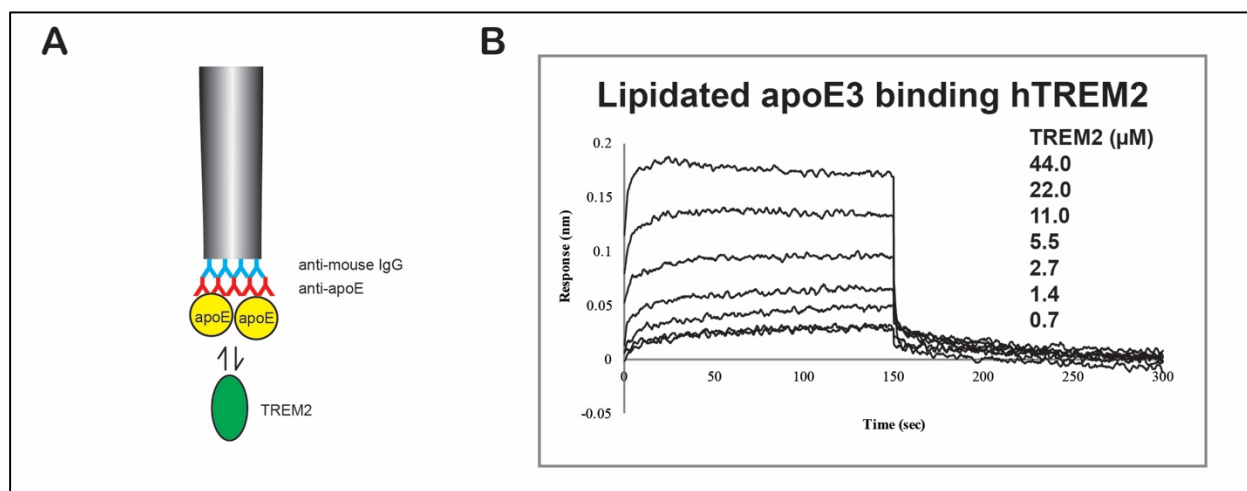 A
anti-mouse IgG
anti-apoE
apoE apoE
TREM2
B
Lipidated apoE3 binding hTREM2
TREM2 (µM)
44.0
22.0
11.0
5.5
2.7
1.4
0.7
Response (nm)
0.2
0.15
0.1
0.05
0
-0.05
0 50 100 150 200 250 300
Time (sec)